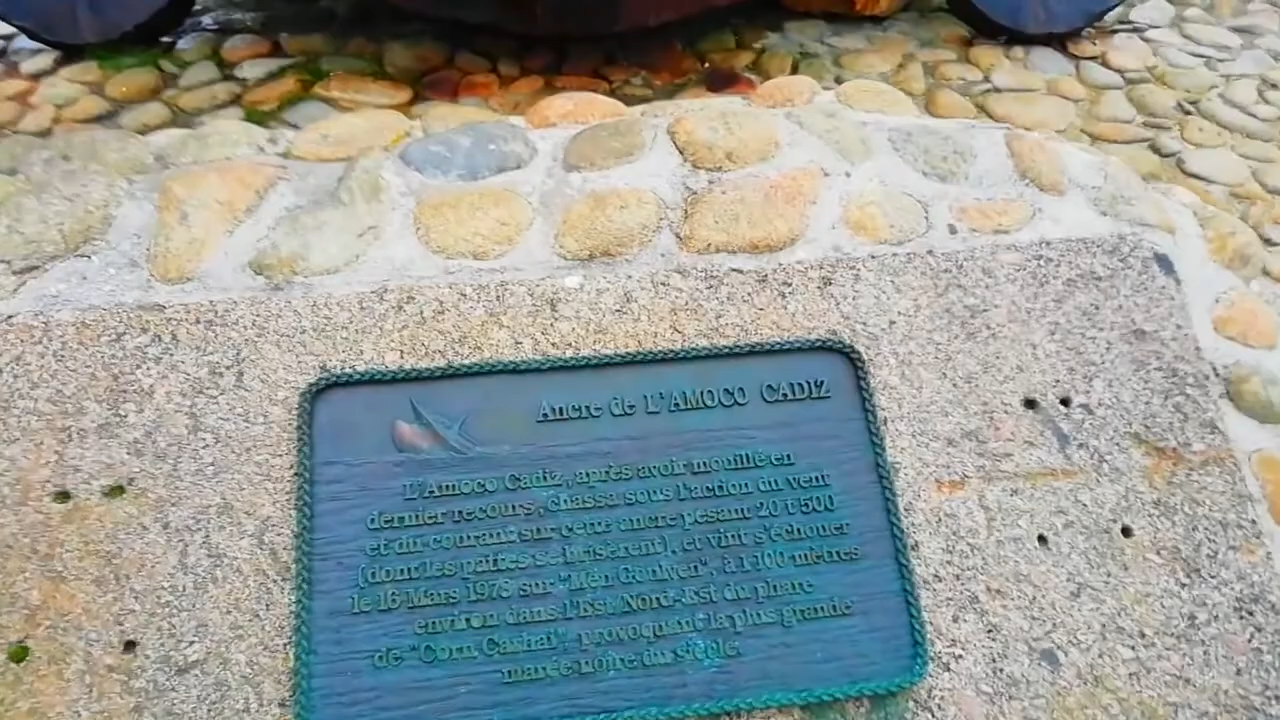 Ancre de L'AMOCO CADIZ
L'Amoco Cadiz, après avoir mouillé en
dernier recours, chassa sous l'action du vent
et du courant sur cette ancre pesant 20 t 500
(dont les pattes se brisèrent), et vint s'échouer
le 16 Mars 1978 sur "Mên Goulven", à 1100 mètres
environ dans l'Est/Nord-Est du phare
de "Corn Carhai", provoquant la plus grande
marée noire du siècle.